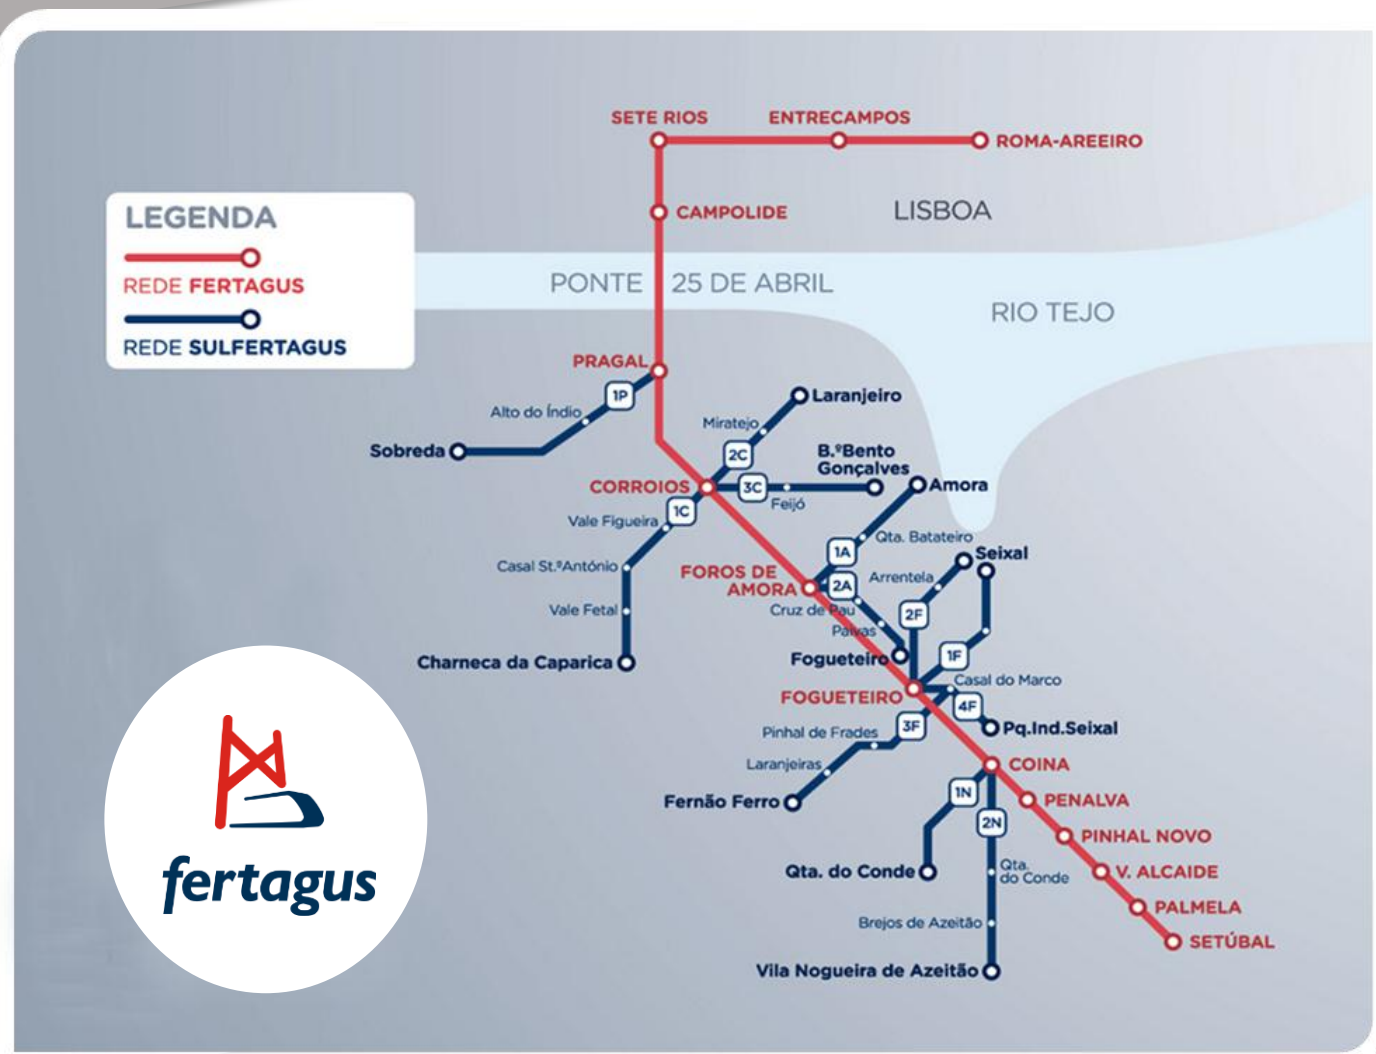 SETE RIOS
ENTRECAMPOS
ROMA-AREEIRO
LEGENDA
REDE FERTAGUS
REDE SULFERTAGUS
CAMPOLIDE
LISBOA
PONTE 25 DE ABRIL
RIO TEJO
PRAGAL
1P
Alto do Índio
Sobreda
Laranjeiro
Miratejo
2C
B.ºBento
Gonçalves
CORROIOS
3C
Feijó
Amora
1C
Vale Figueira
Casal St.ºAntónio
Vale Fetal
Charneca da Caparica
Qta. Batateiro
1A
Seixal
FOROS DE
AMORA
2A
Arrentela
Cruz de Pau
Paivas
2F
Fogueteiro
1F
FOGUETEIRO
Casal do Marco
4F
Pq.Ind.Seixal
3F
Pinhal de Frades
Laranjeiras
Fernão Ferro
COINA
1N
2N
PENALVA
PINHAL NOVO
Qta. do Conde
Qta.
do Conde
V. ALCAIDE
PALMELA
Brejos de Azeitão
SETÚBAL
Vila Nogueira de Azeitão
fertagus